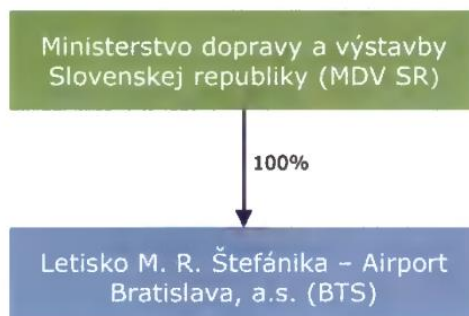 Ministerstvo dopravy a výstavby
Slovenskej republiky (MDV SR)
100%
Letisko M. R. Štefánika – Airport
Bratislava, a.s. (BTS)